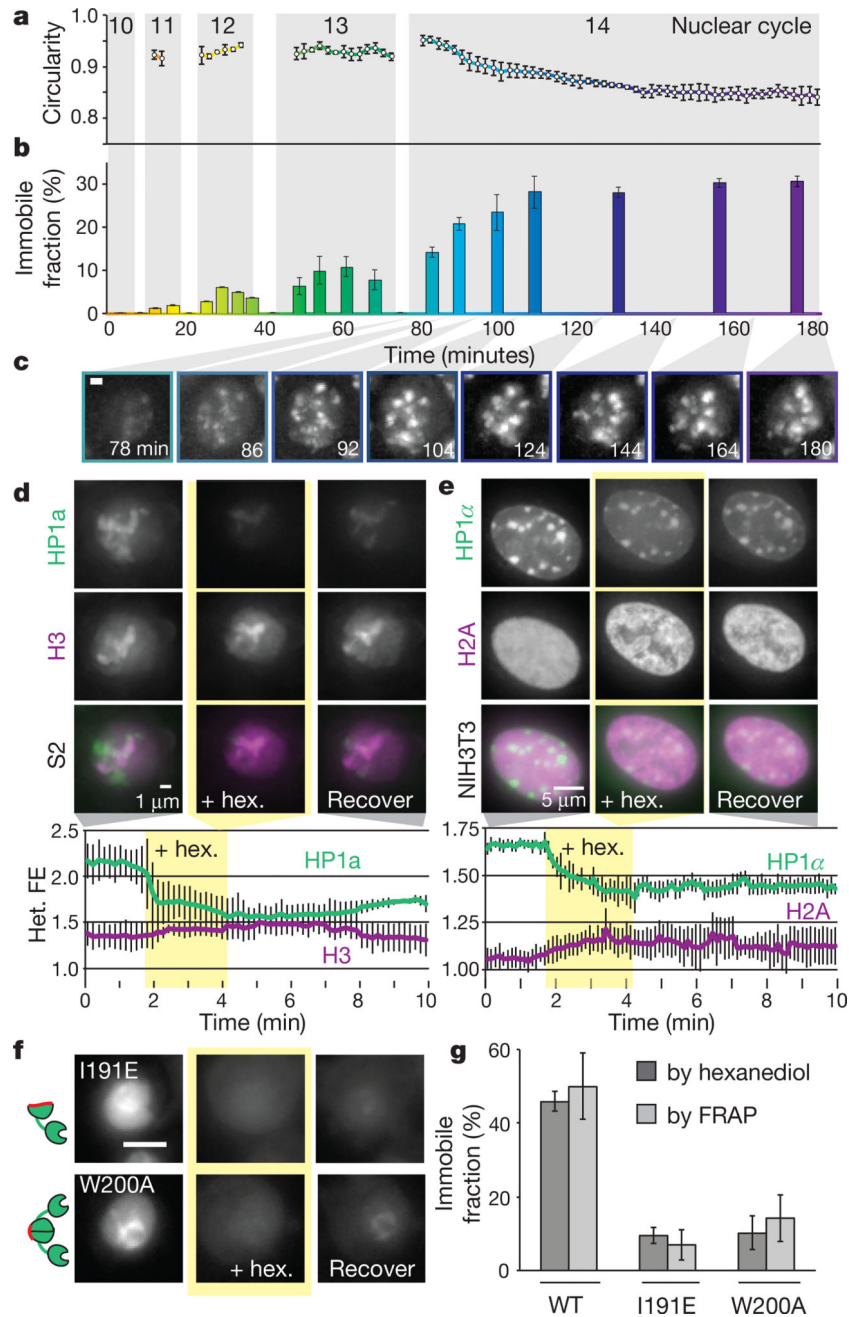 a
10 11 12 13 14 Nuclear cycle
Circularity
1.0
0.9
0.8
b
Immobile
fraction (%)
30
20
10
0
0 20 40 60 80 100 120 140 160 180
Time (minutes)
c
78 min 86 92 104 124 144 164 180
d
HP1a
H3
S2
1 μm + hex. Recover
e
HP1α
H2A
NIH3T3
5 μm + hex. Recover
Het. FE
2.5
2.0
1.5
1.0
+ hex.
HP1a
H3
0 2 4 6 8 10
Time (min)
1.75
1.50
1.25
1.00
+ hex.
HP1α
H2A
0 2 4 6 8 10
Time (min)
f
I191E
W200A
+ hex. Recover
g
Immobile
fraction (%)
60
40
20
0
by hexanediol
by FRAP
WT I191E W200A